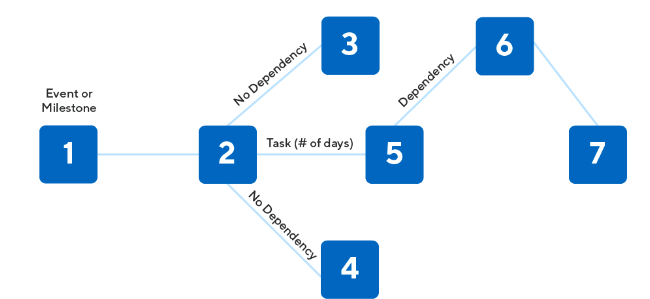 3
6
No Dependency
Dependency
Event or
Milestone
1
2
Task (# of days)
5
7
No Dependency
4